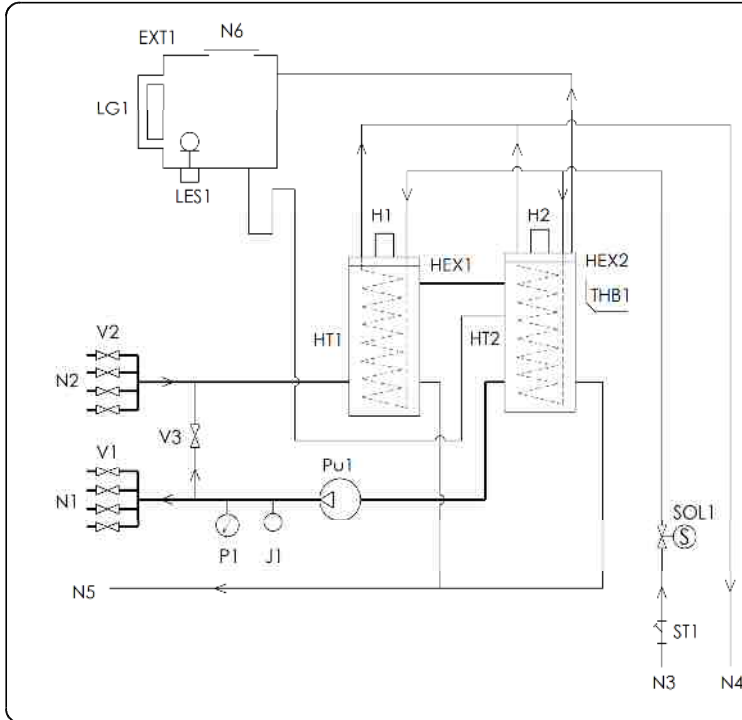 N6
EXT1
LG1
LES1
H1
H2
HEX1
HEX2
THB1
HT1
HT2
V2
N2
V3
V1
Pu1
N1
SOL1
S
P1
J1
N5
ST1
N3
N4